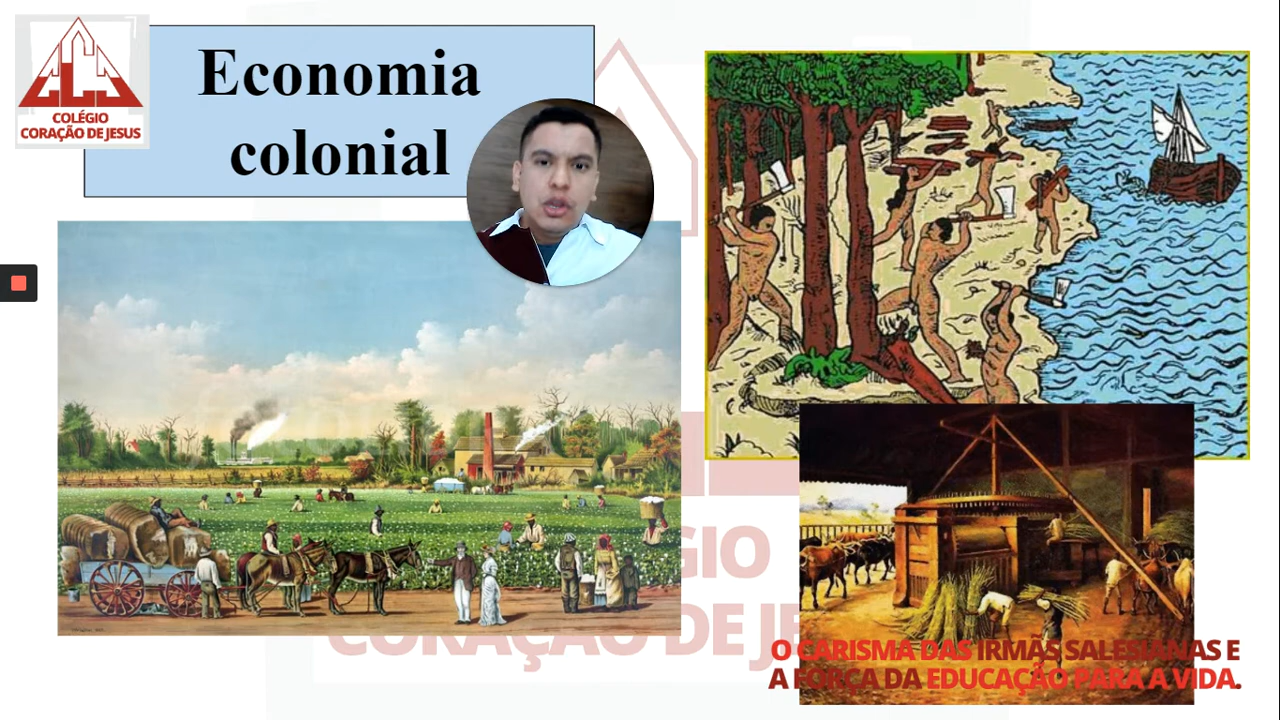 COLÉGIO
CORAÇÃO DE JESUS
Economia
colonial
O CARISMA DAS IRMÃS SALESIANAS E
A FORÇA DA EDUCAÇÃO PARA A VIDA.